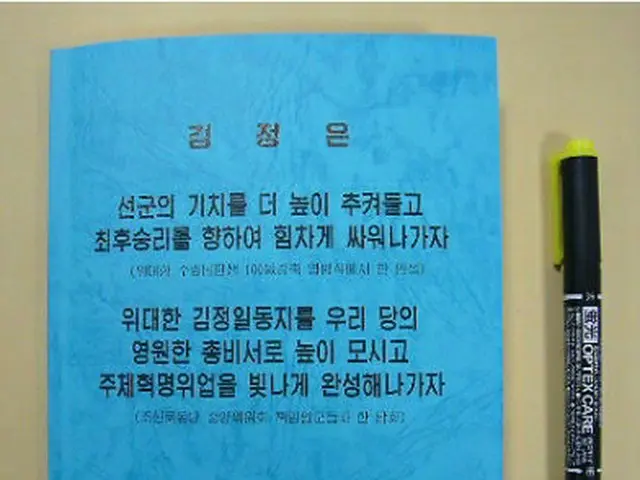 김정은
선군의 기치를 더 높이 추켜들고
최후승리를 향하여 힘차게 싸워나가자
위대한 김정일동지를 우리 당의
영원한 총비서로 높이 모시고
주체혁명위업을 빛나게 완성해나가자
蛍光 OPTEX CARE